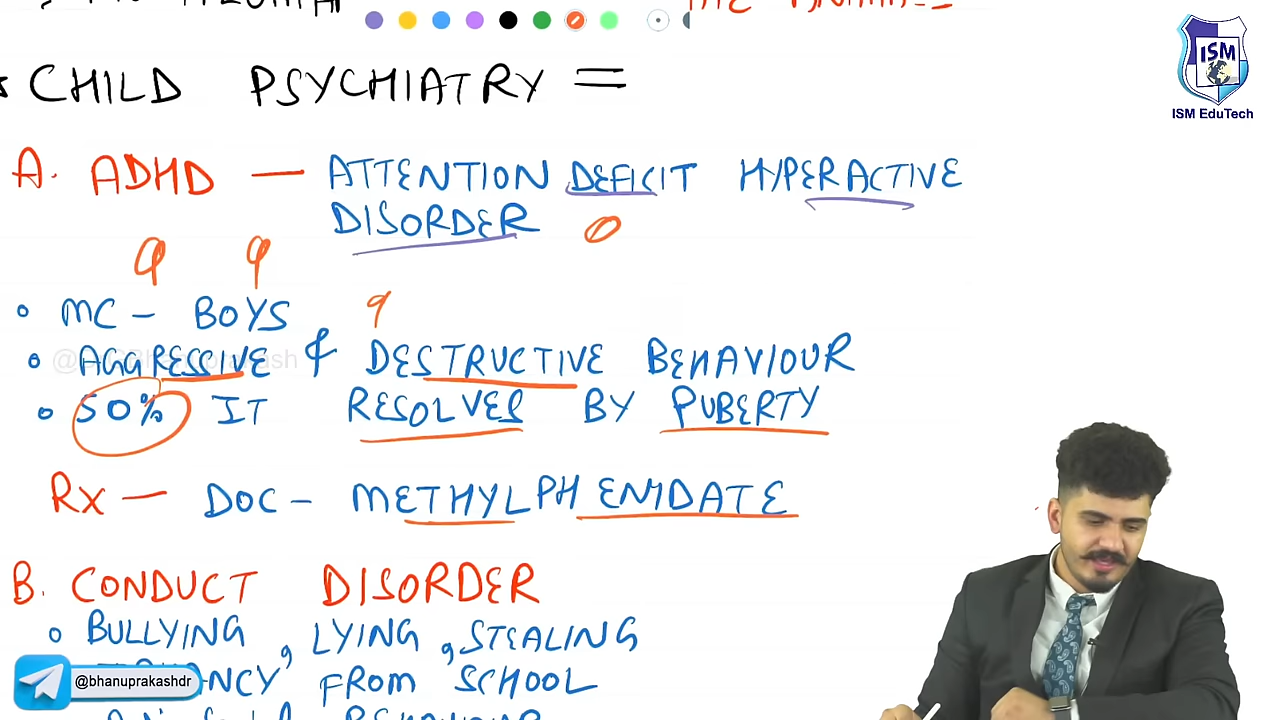 ISM
ISM EduTech
CHILD PSYCHIATRY =
A. ADHD — ATTENTION DEFICIT HYPERACTIVE
DISORDER
• MC - BOYS
• AGGRESSIVE & DESTRUCTIVE BEHAVIOUR
• 50% IT RESOLVES BY PUBERTY
RX — DOC - METHYLPHENIDATE
B. CONDUCT DISORDER
• BULLYING, LYING, STEALING
FROM SCHOOL
@bhanuprakashdr
BEHAVIOUR